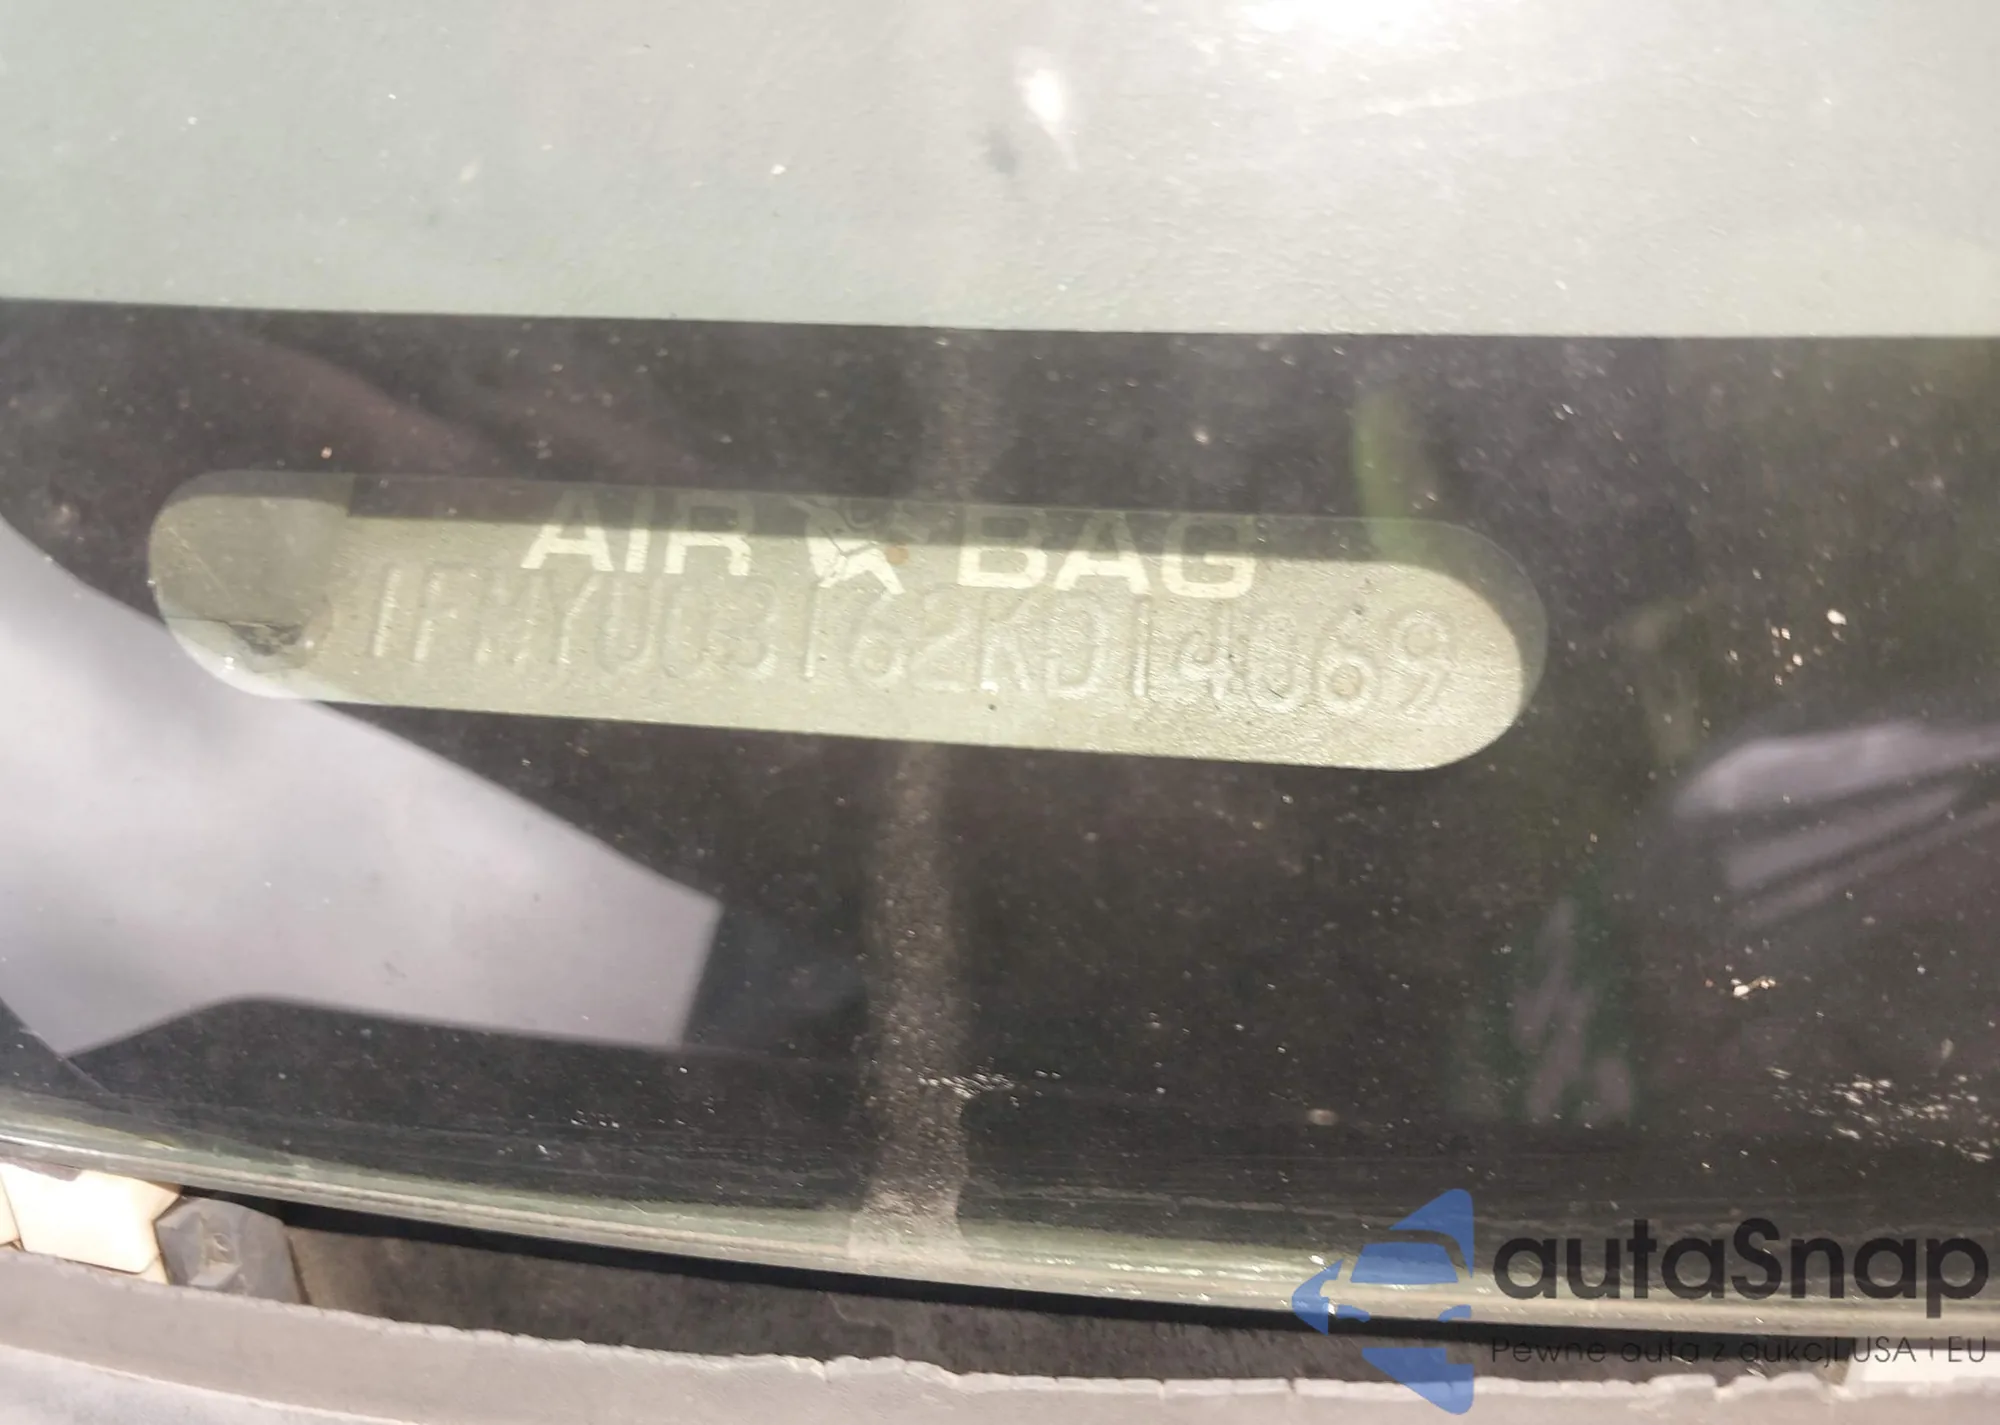 AIR BAG
1FMYU03162KD14069
autaSnap
Pewne auta z aukcji USA i EU